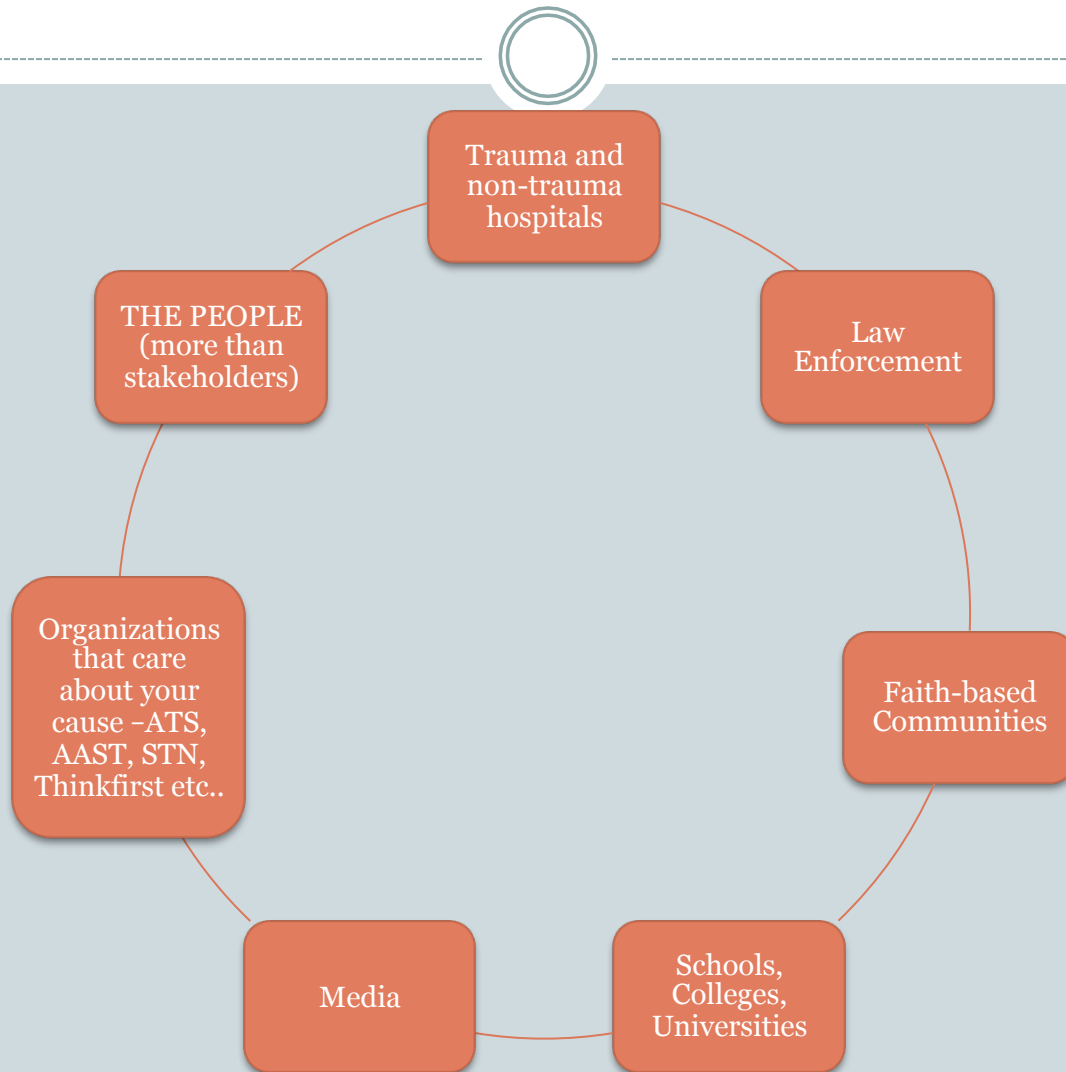 Trauma and
non-trauma
hospitals
Law
Enforcement
Faith-based
Communities
Schools,
Colleges,
Universities
Media
Organizations
that care
about your
cause –ATS,
AAST, STN,
Thinkfirst etc..
THE PEOPLE
(more than
stakeholders)